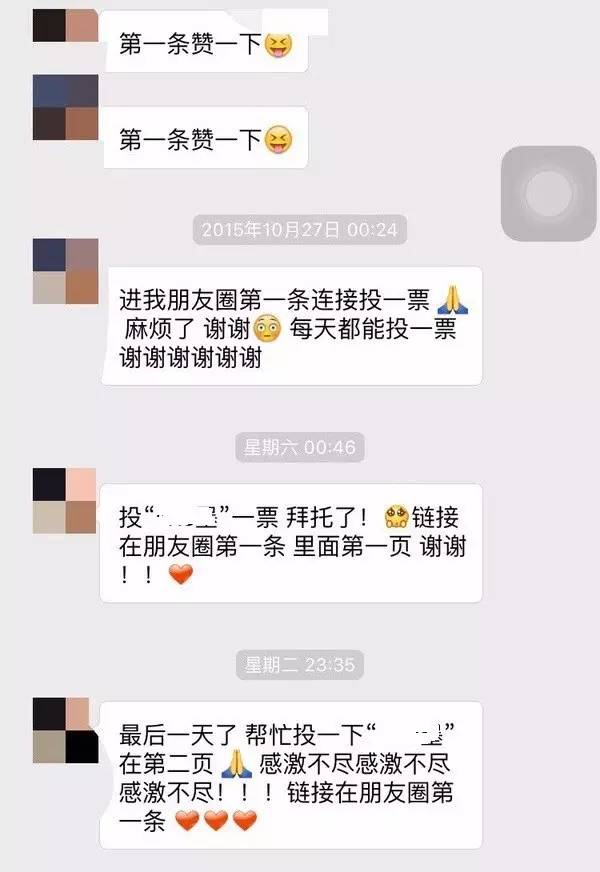 第一条赞一下😝
第一条赞一下😝
2015年10月27日 00:24
进我朋友圈第一条连接投一票🙏
麻烦了 谢谢😳 每天都能投一票
谢谢谢谢谢谢
星期六 00:46
投“ ”一票 拜托了！🥺链接
在朋友圈第一条 里面第一页 谢谢
！！❤️
星期二 23:35
最后一天了 帮忙投一下“ ”
在第二页 🙏 感激不尽感激不尽
感激不尽！！！链接在朋友圈第
一条 ❤️❤️❤️